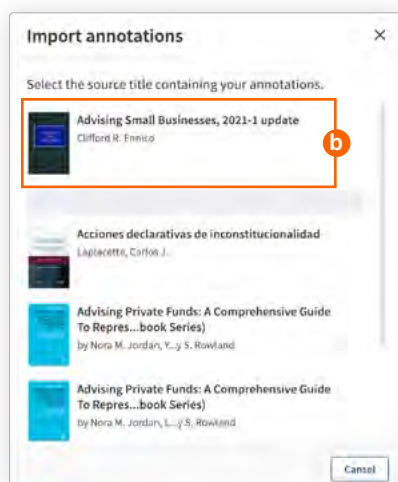 Import annotations
Select the source title containing your annotations.
Advising Small Businesses, 2021-1 update
Clifford R. Ennico
b
Acciones declarativas de inconstitucionalidad
Laplacette, Carlos J.
Advising Private Funds: A Comprehensive Guide
To Repres...book Series)
by Nora M. Jordan, Y...y S. Rowland
Advising Private Funds: A Comprehensive Guide
To Repres...book Series)
by Nora M. Jordan, L...y S. Rowland
Cancel